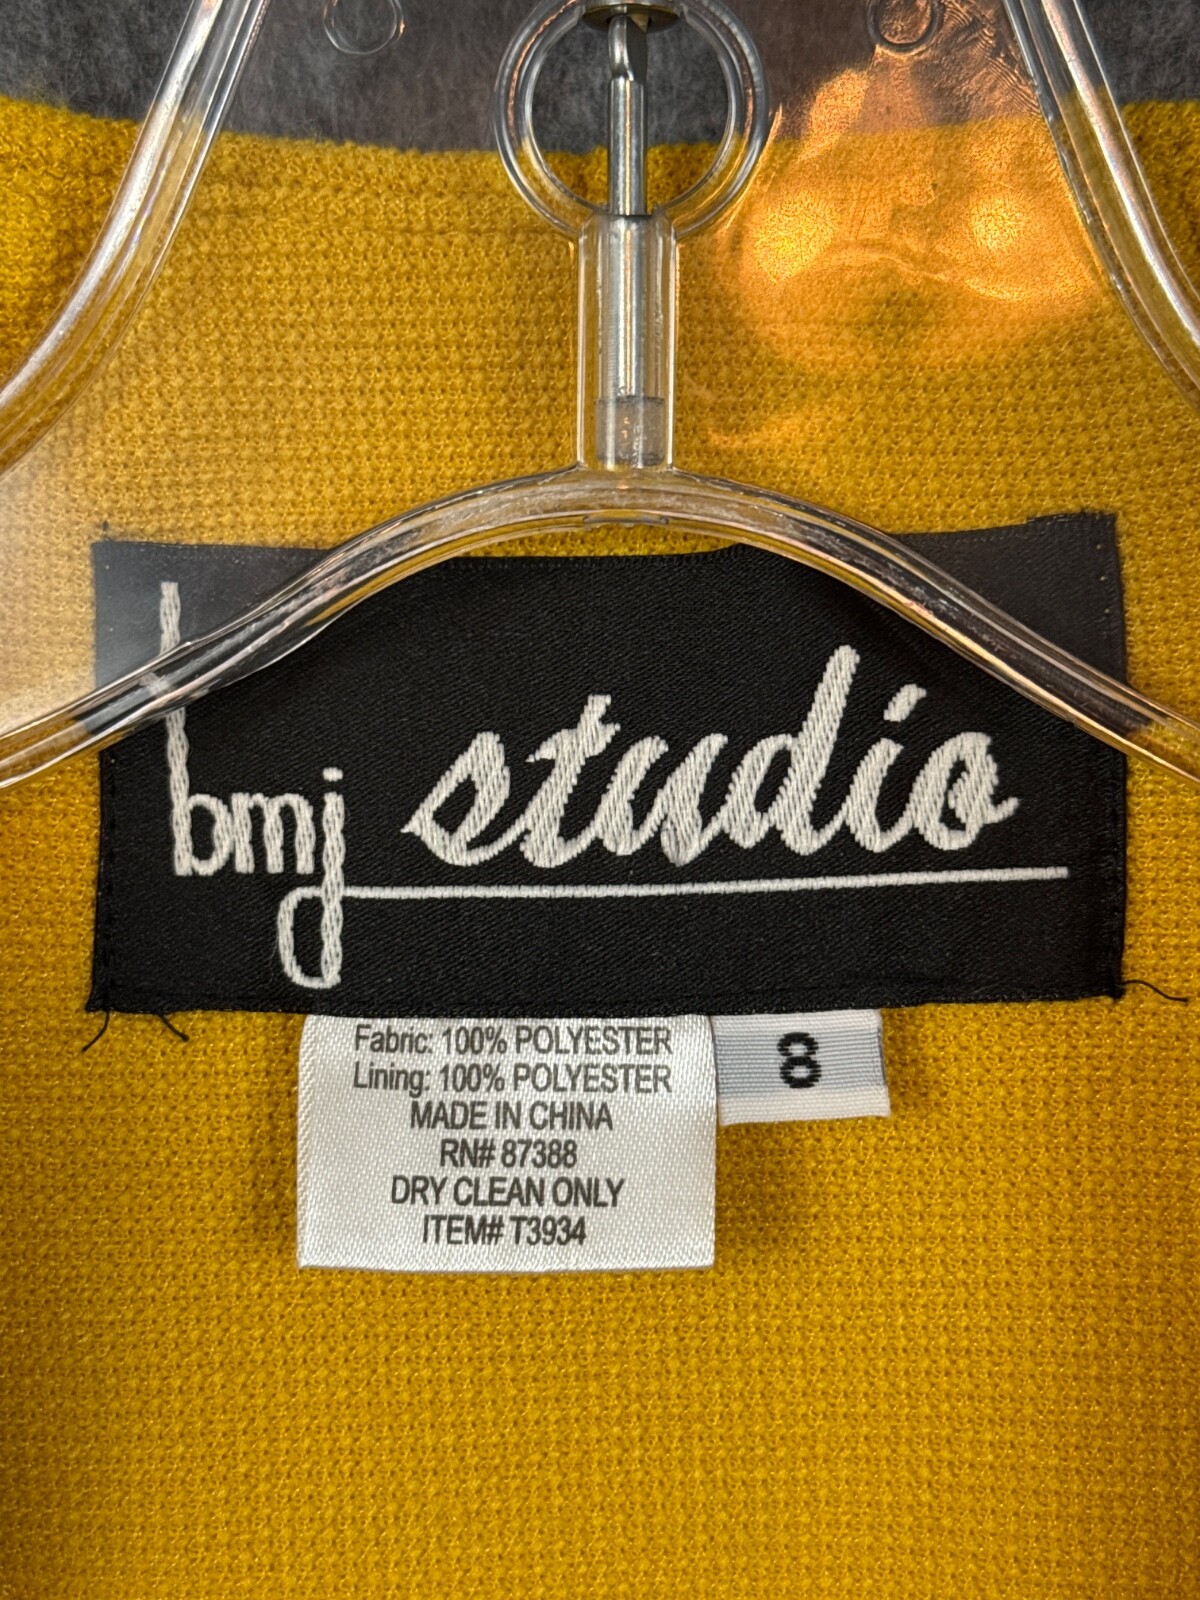 bmj studio
Fabric: 100% POLYESTER
Lining: 100% POLYESTER
MADE IN CHINA
RN# 87388
DRY CLEAN ONLY
ITEM# T3934
8